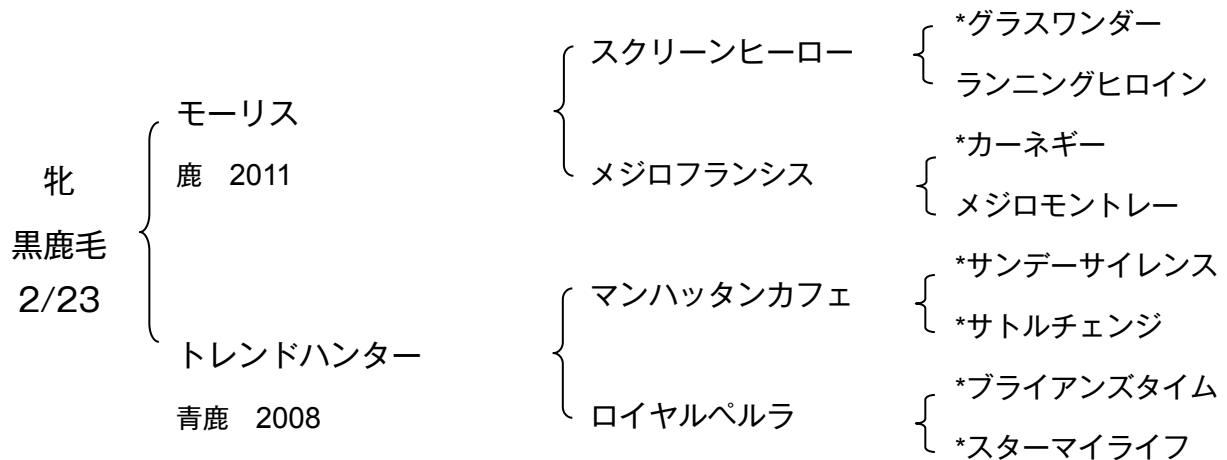 牝
黒鹿毛
2/23
モーリス
鹿　2011
トレンドハンター
青鹿　2008
スクリーンヒーロー
メジロフランシス
マンハッタンカフェ
ロイヤルペルラ
*グラスワンダー
ランニングヒロイン
*カーネギー
メジロモントレー
*サンデーサイレンス
*サトルチェンジ
*ブライアンズタイム
*スターマイライフ